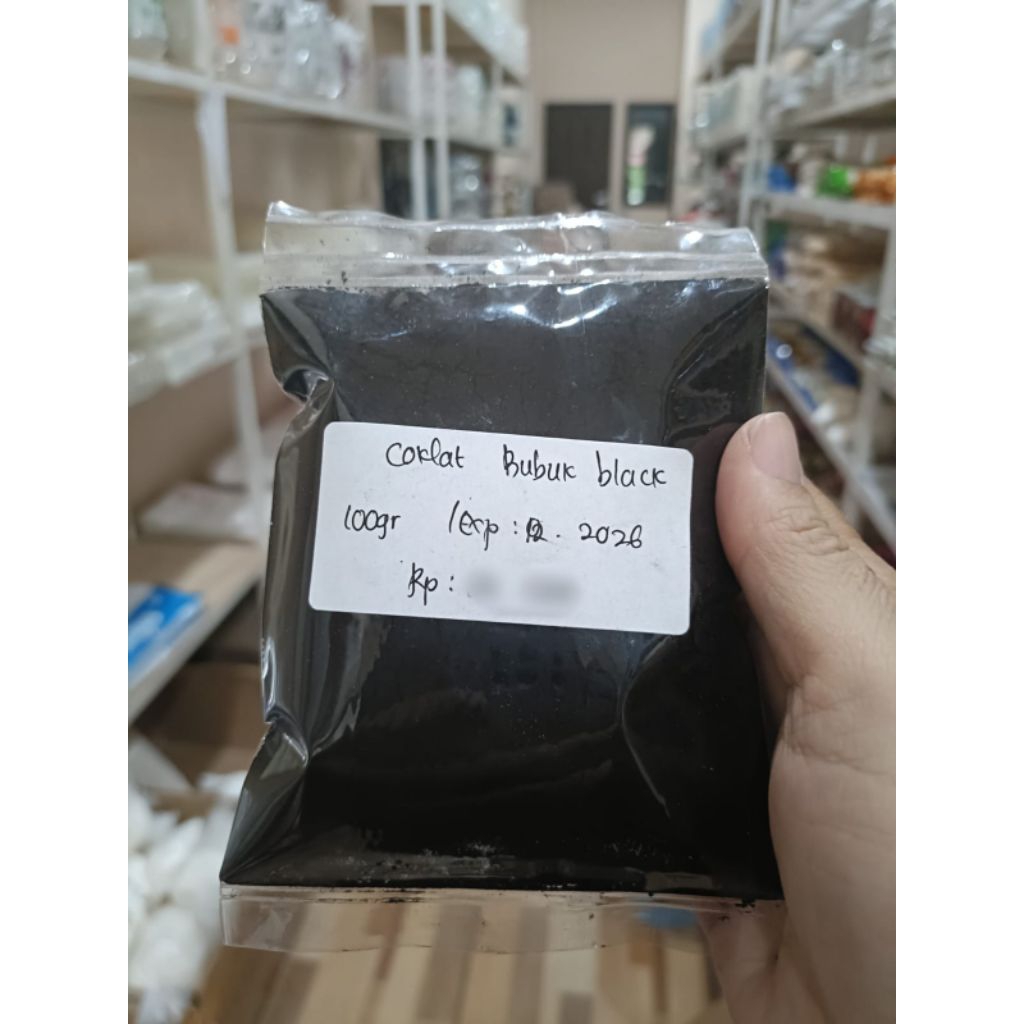 Coklat Bubuk black
100gr / exp : 12. 2026
Rp :